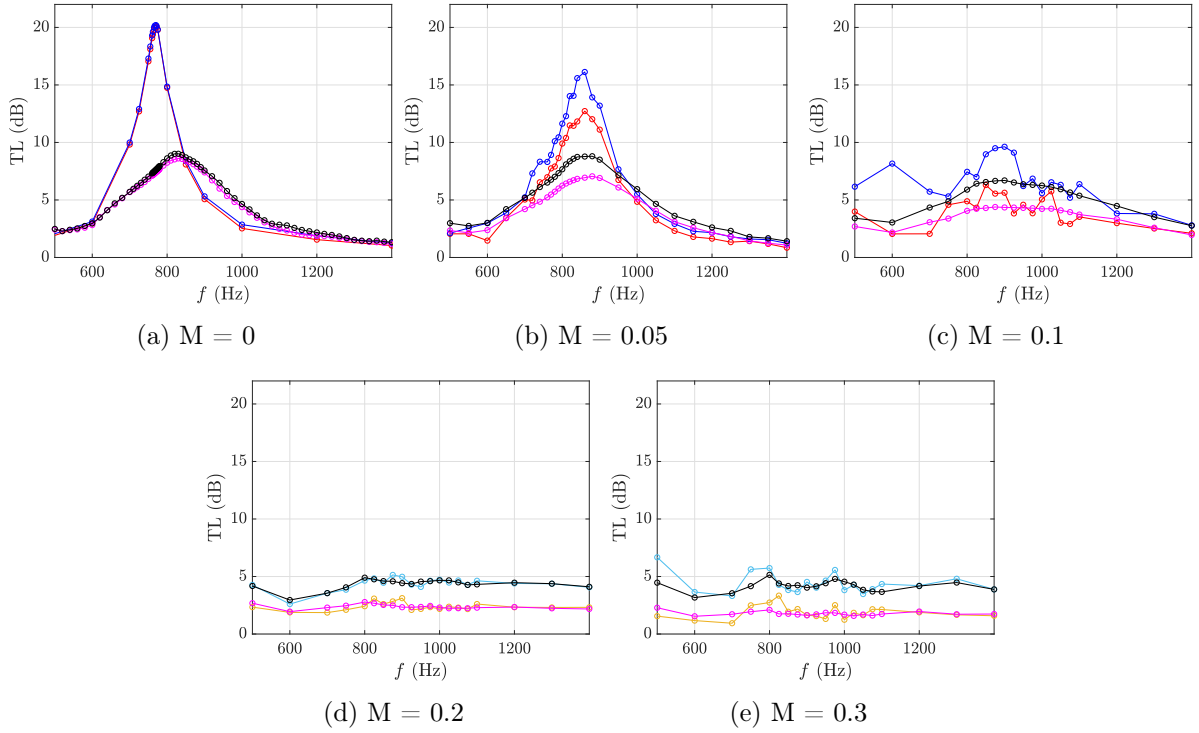 20
15
10
5
0
TL (dB)
600 800 1000 1200
f (Hz)
(a) M = 0
20
15
10
5
0
TL (dB)
600 800 1000 1200
f (Hz)
(b) M = 0.05
20
15
10
5
0
TL (dB)
600 800 1000 1200
f (Hz)
(c) M = 0.1
20
15
10
5
0
TL (dB)
600 800 1000 1200
f (Hz)
(d) M = 0.2
20
15
10
5
0
TL (dB)
600 800 1000 1200
f (Hz)
(e) M = 0.3